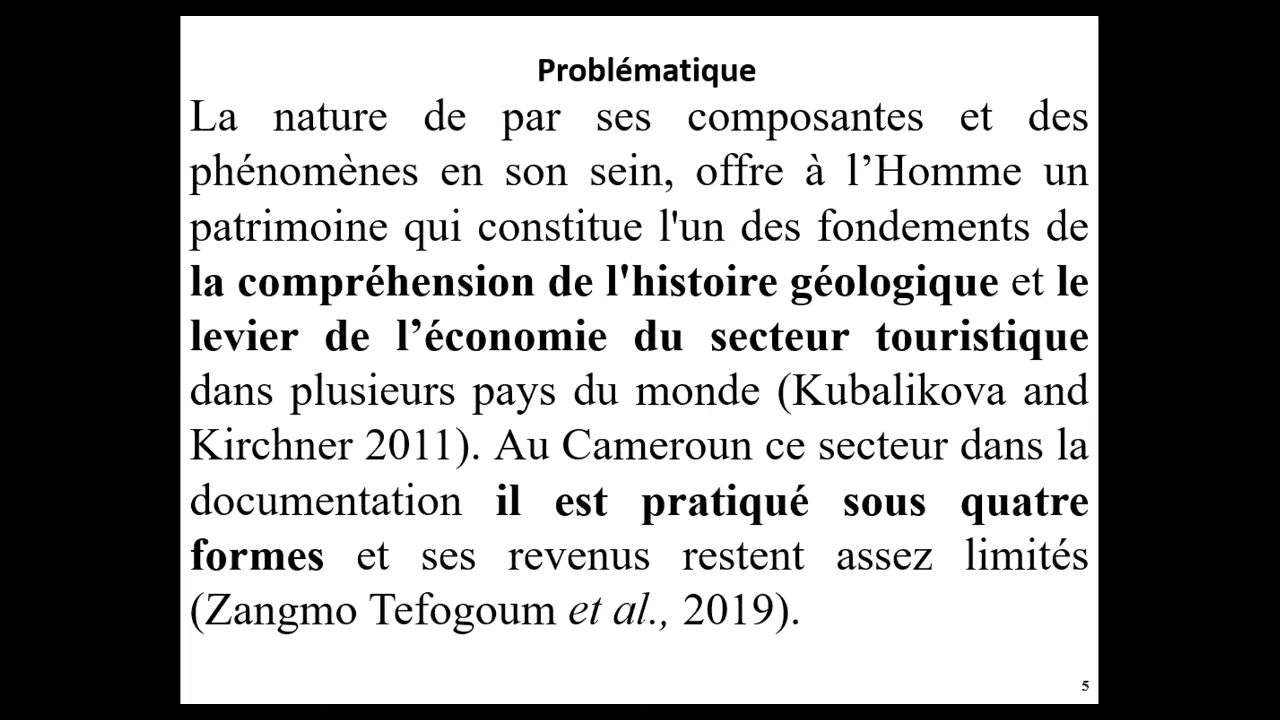 Problématique
La nature de par ses composantes et des
phénomènes en son sein, offre à l’Homme un
patrimoine qui constitue l'un des fondements de
la compréhension de l'histoire géologique et le
levier de l’économie du secteur touristique
dans plusieurs pays du monde (Kubalikova and
Kirchner 2011). Au Cameroun ce secteur dans la
documentation il est pratiqué sous quatre
formes et ses revenus restent assez limités
(Zangmo Tefogoum et al., 2019).
5